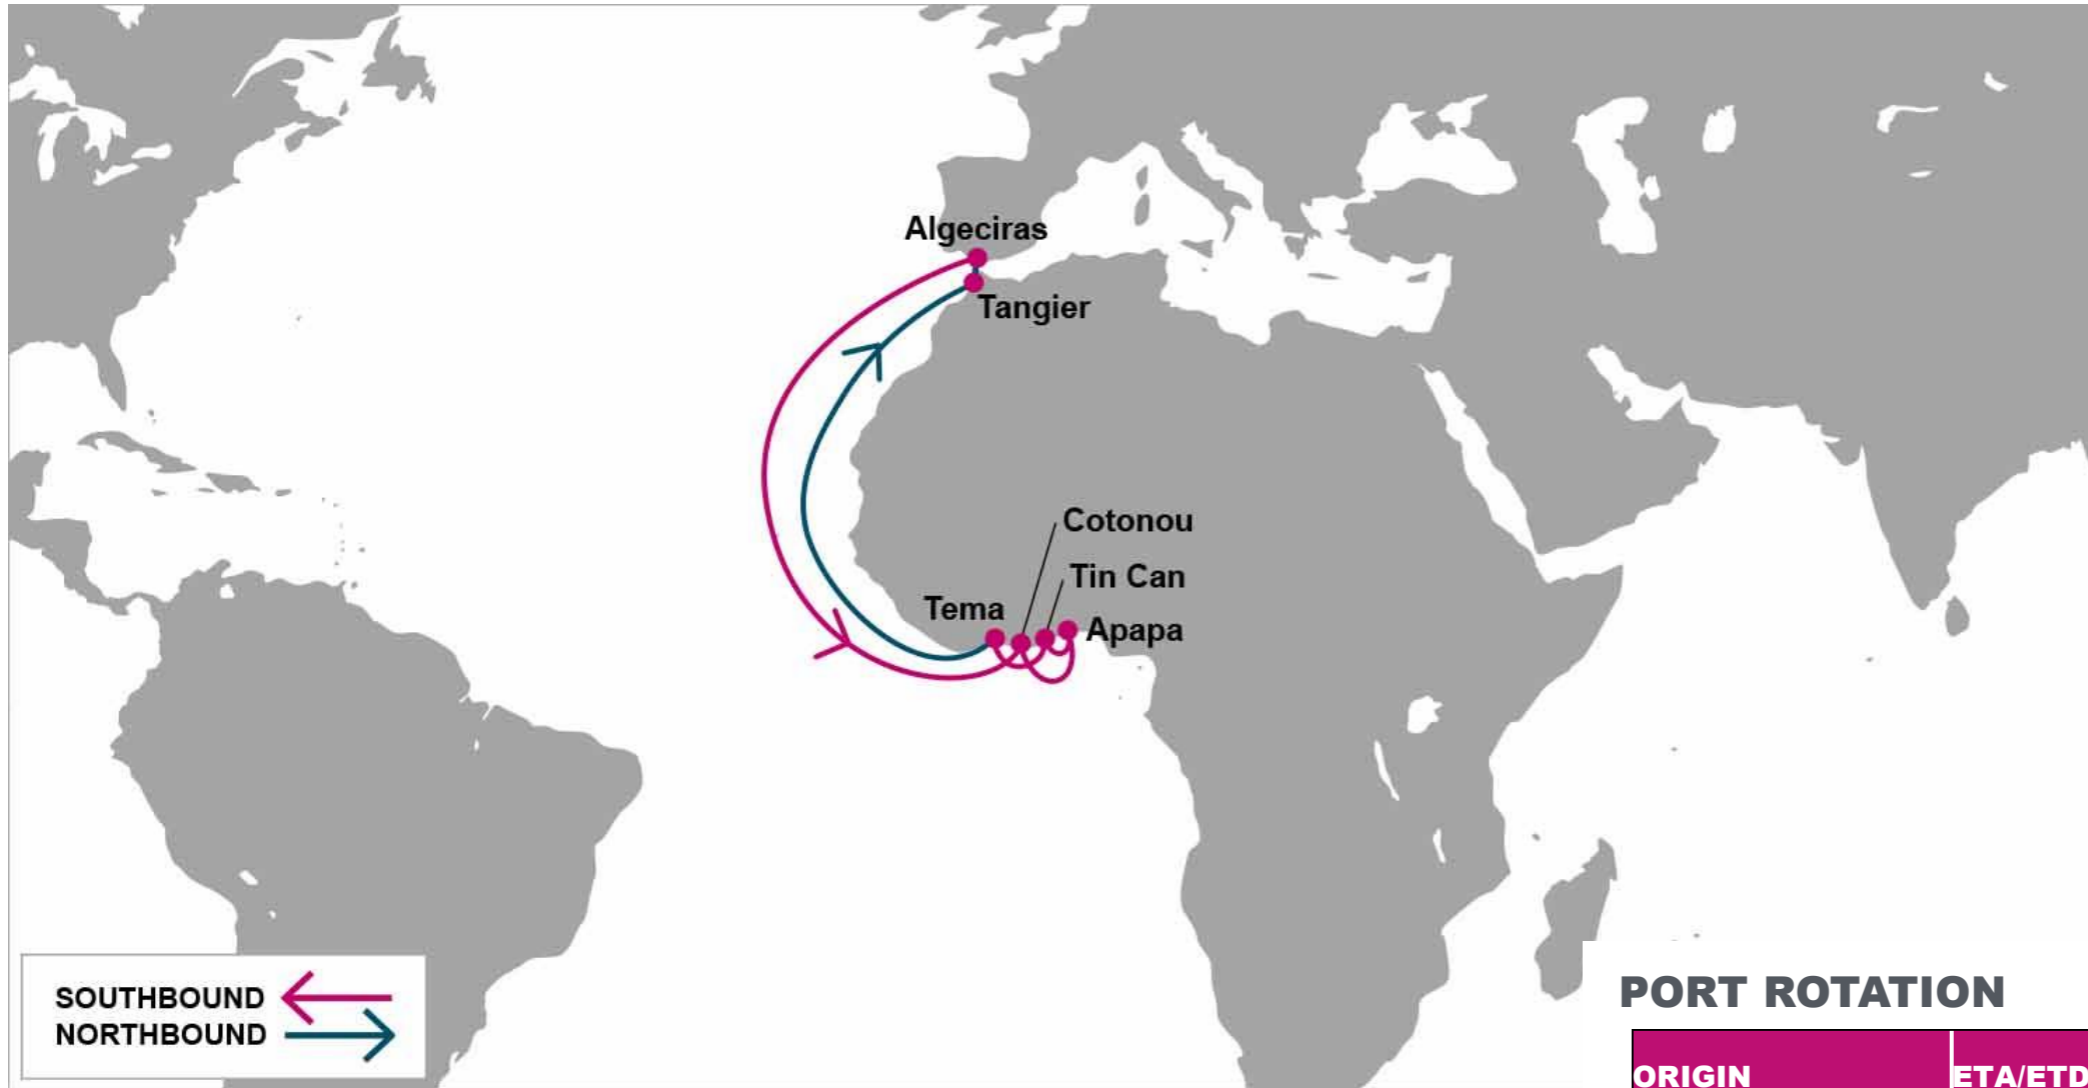 Algeciras
Tangier
Cotonou
Tin Can
Tema
Apapa
SOUTHBOUND
NORTHBOUND
PORT ROTATION
ORIGIN ETA/ETD